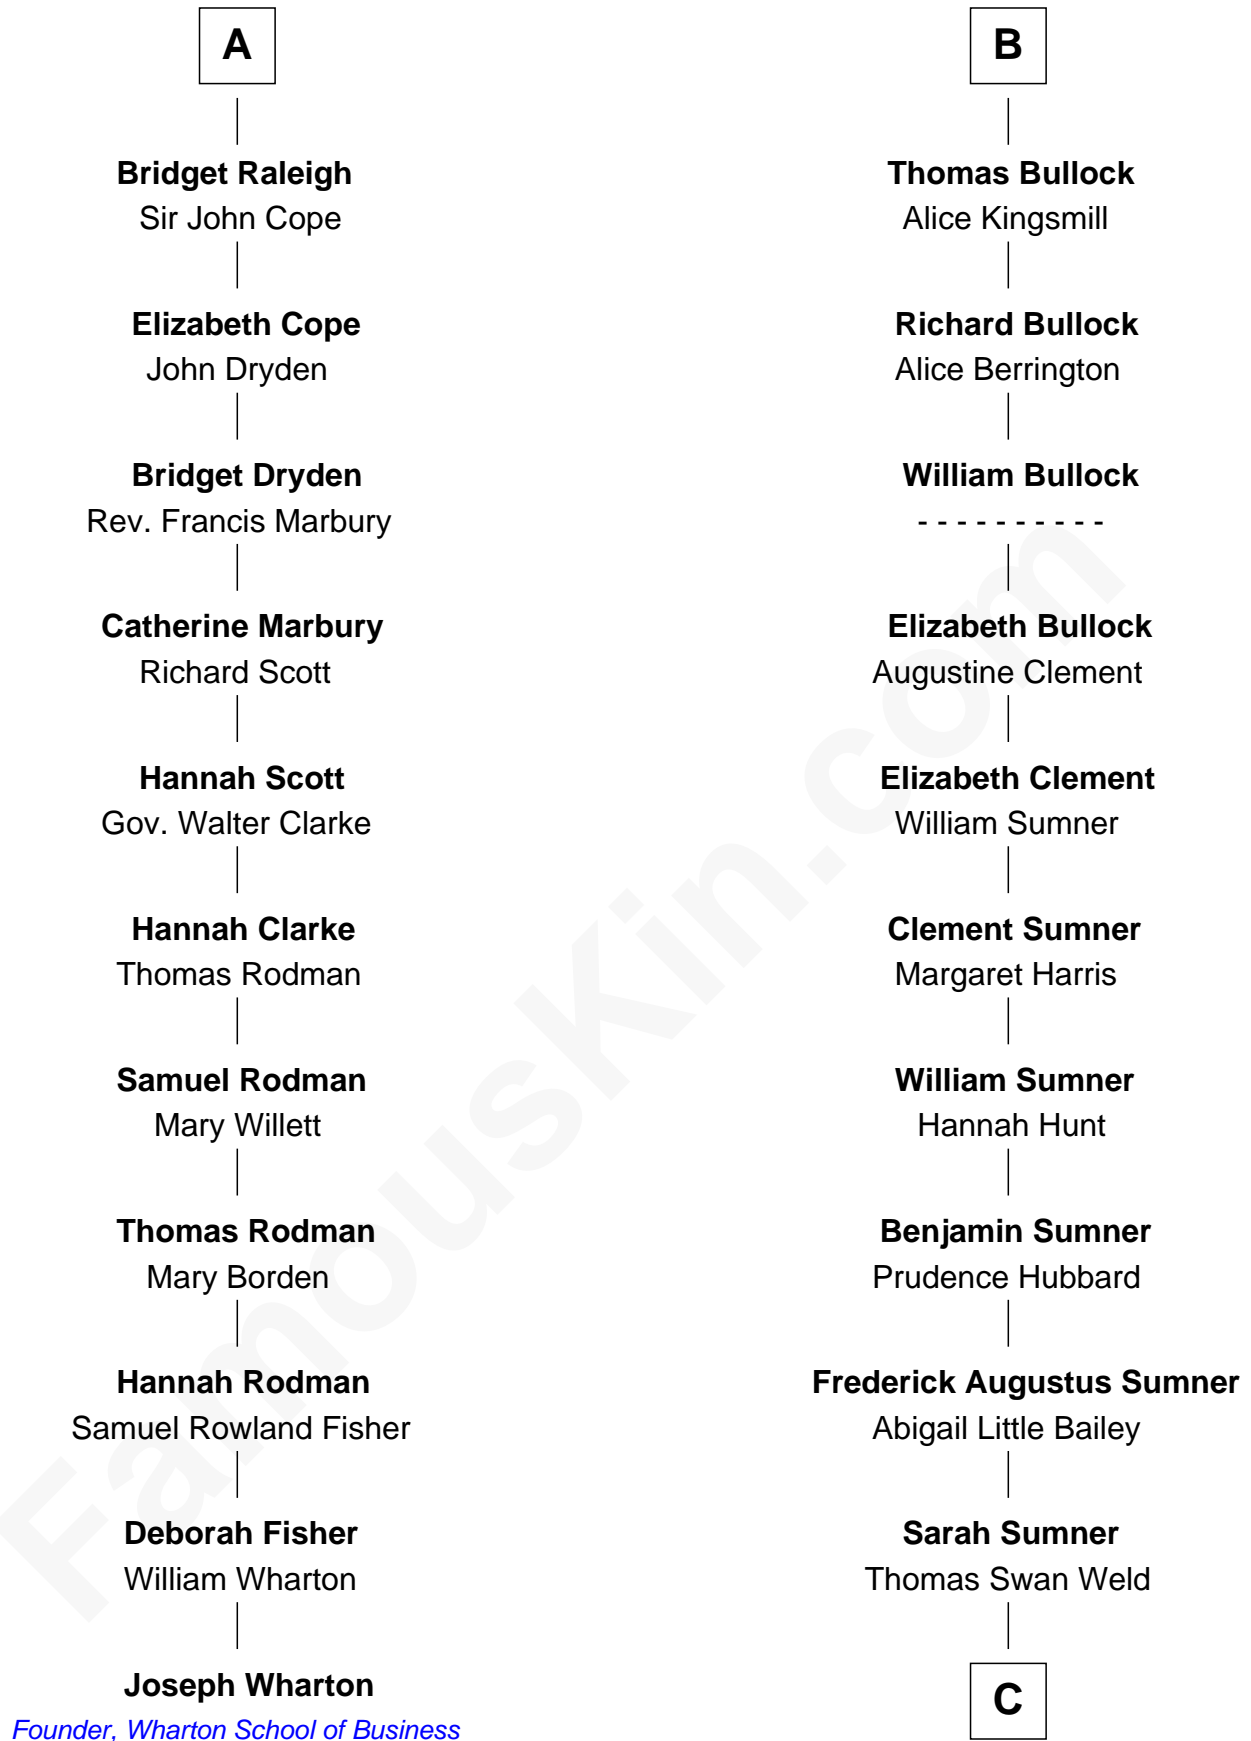 A
Bridget Raleigh
Sir John Cope
Elizabeth Cope
John Dryden
Bridget Dryden
Rev. Francis Marbury
Catherine Marbury
Richard Scott
Hannah Scott
Gov. Walter Clarke
Hannah Clarke
Thomas Rodman
Samuel Rodman
Mary Willett
Thomas Rodman
Mary Borden
Hannah Rodman
Samuel Rowland Fisher
Deborah Fisher
William Wharton
Joseph Wharton
Founder, Wharton School of Business
B
Thomas Bullock
Alice Kingsmill
Richard Bullock
Alice Berrington
William Bullock
- - - - - - - - - -
Elizabeth Bullock
Augustine Clement
Elizabeth Clement
William Sumner
Clement Sumner
Margaret Harris
William Sumner
Hannah Hunt
Benjamin Sumner
Prudence Hubbard
Frederick Augustus Sumner
Abigail Little Bailey
Sarah Sumner
Thomas Swan Weld
C
FamousKin.com